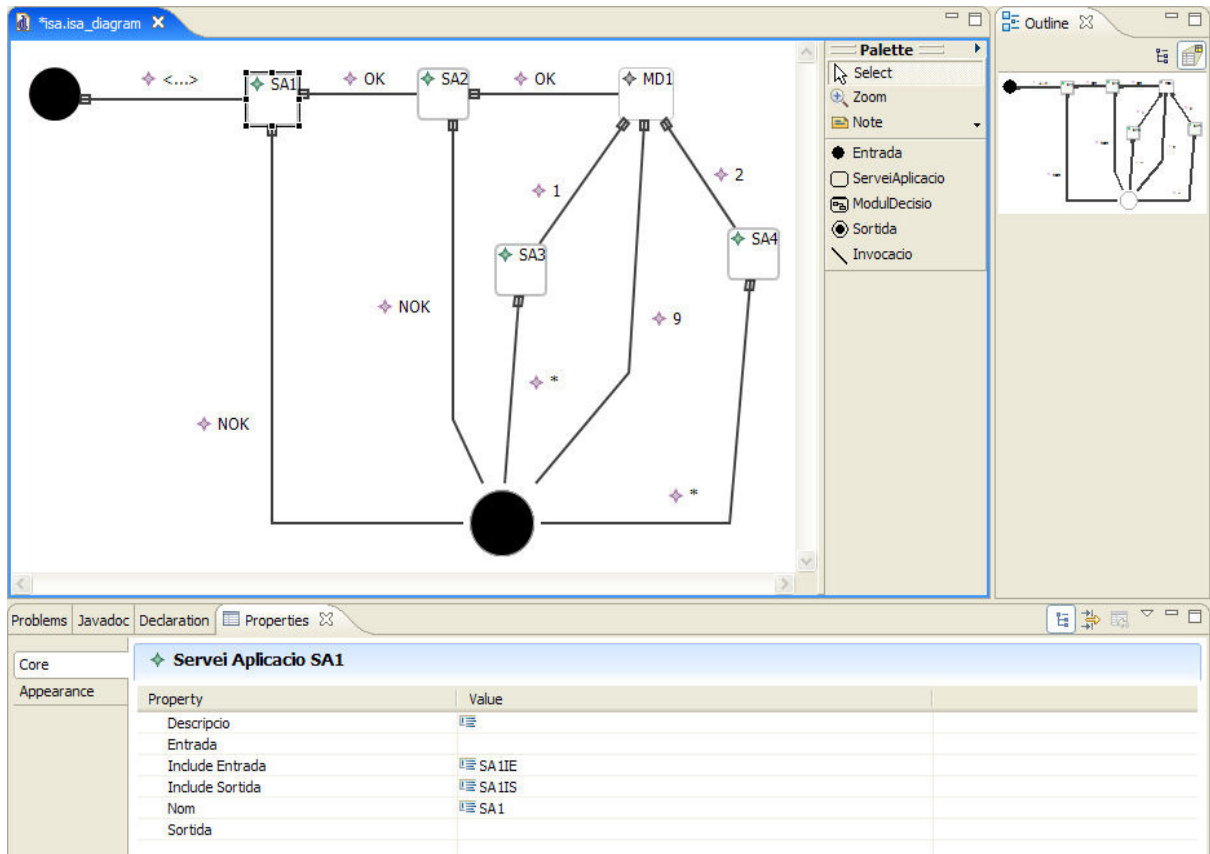 *isa.isa_diagram
<...>
SA1
OK
SA2
OK
MD1
1
2
SA3
SA4
NOK
9
*
NOK
*
Palette
Select
Zoom
Note
Entrada
ServeiAplicacio
ModulDecisio
Sortida
Invocacio
Outline
Problems Javadoc Declaration Properties
Core
Appearance
Servei Aplicacio SA1
Property Value
Descripcio
Entrada
Include Entrada SA1IE
Include Sortida SA1IS
Nom SA1
Sortida